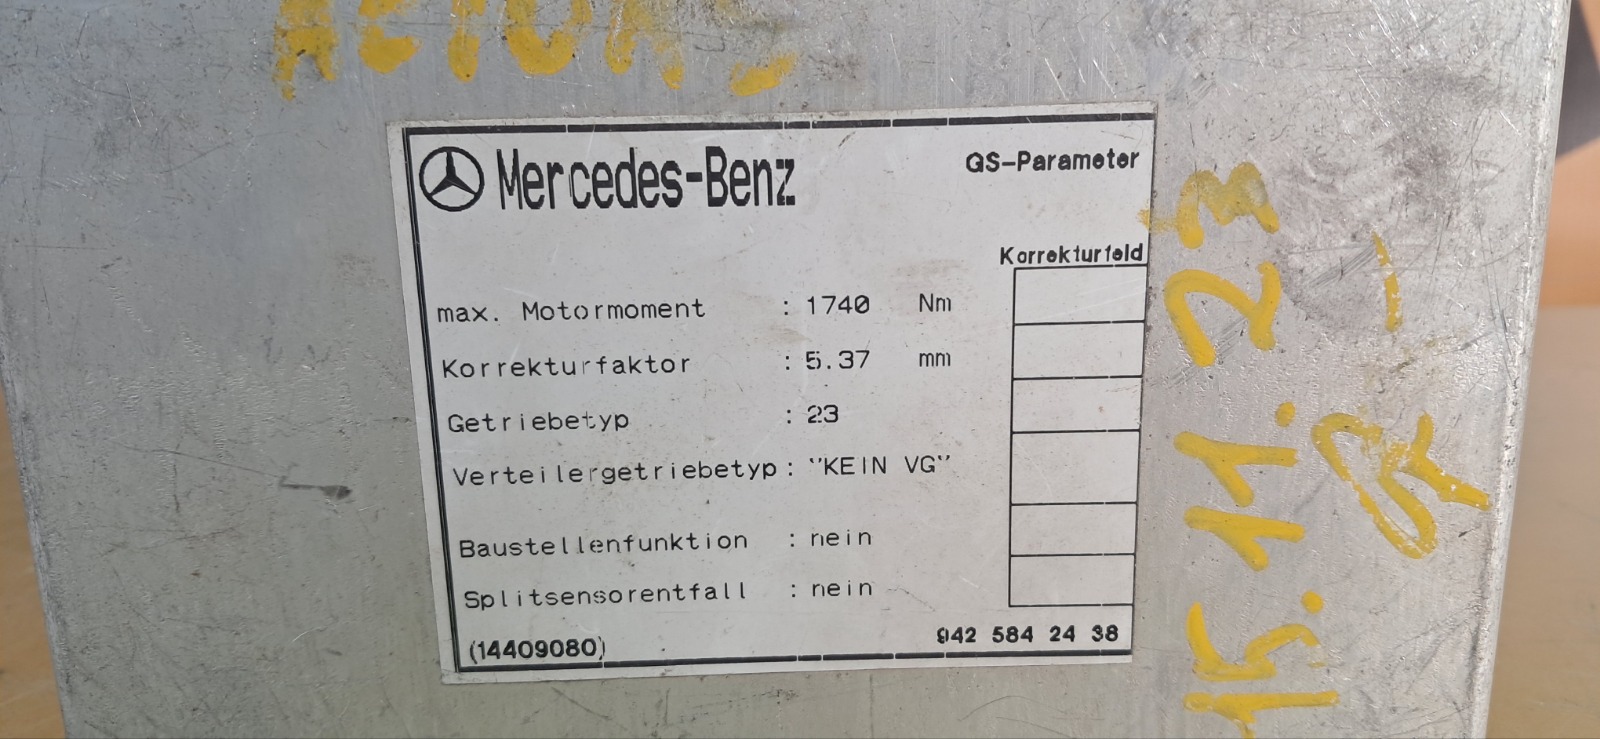 Mercedes-Benz
GS-Parameter
Korrekturfeld
max. Motormoment : 1740 Nm
Korrekturfaktor : 5.37 mm
Getriebetyp : 23
Verteilergetriebetyp : "KEIN VG"
Baustellenfunktion : nein
Splitsensorentfall : nein
(14409080)
942 584 24 38
15.11.23